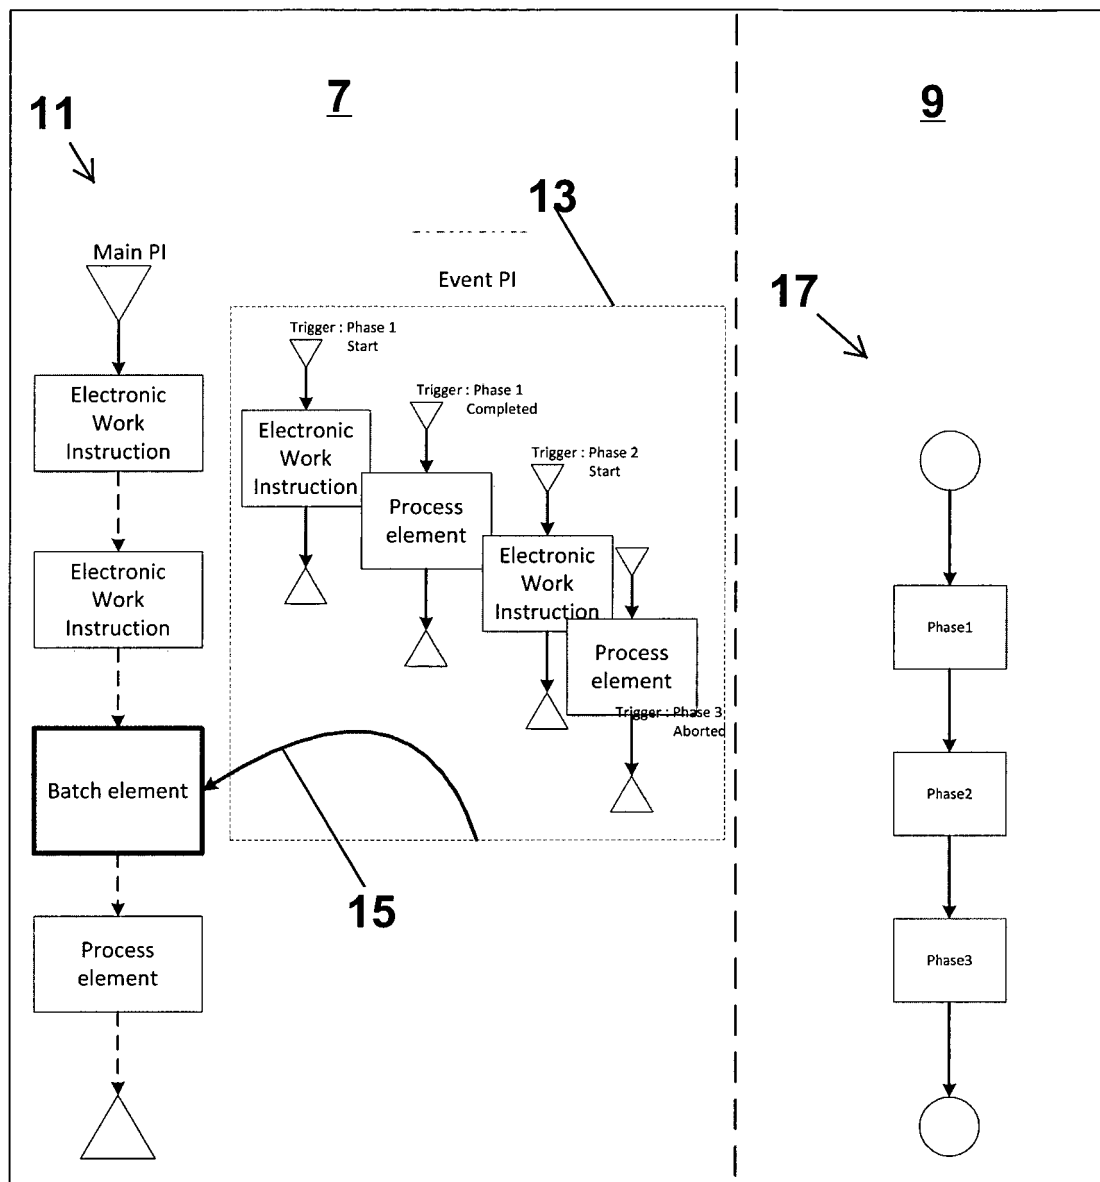 7
9
11
13
Main PI
Event PI
17
Trigger : Phase 1
Start
Trigger : Phase 1
Completed
Trigger : Phase 2
Start
Electronic
Work
Instruction
Electronic
Work
Instruction
Process
element
Electronic
Work
Instruction
Process
element
Trigger : Phase 3
Aborted
Electronic
Work
Instruction
Batch element
15
Process
element
Phase1
Phase2
Phase3